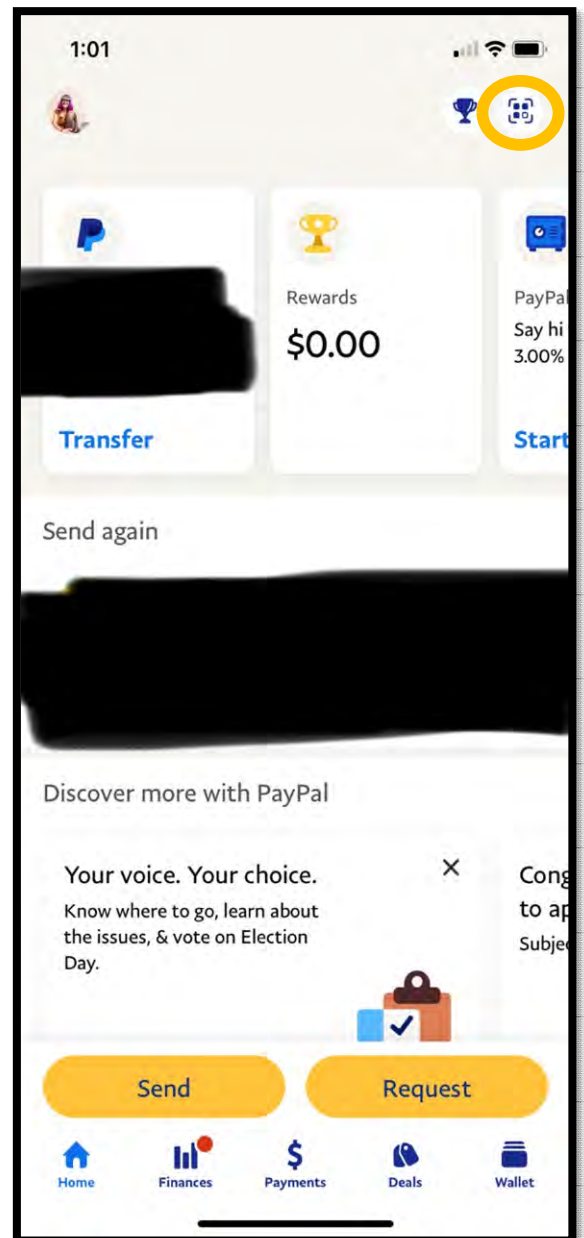 1:01
Rewards
$0.00
Transfer
PayPal
Say hi
3.00%
Start
Send again
Discover more with PayPal
Your voice. Your choice.
Know where to go, learn about
the issues, & vote on Election
Day.
Cong
to ap
Subje
Send
Request
Home
Finances
Payments
Deals
Wallet